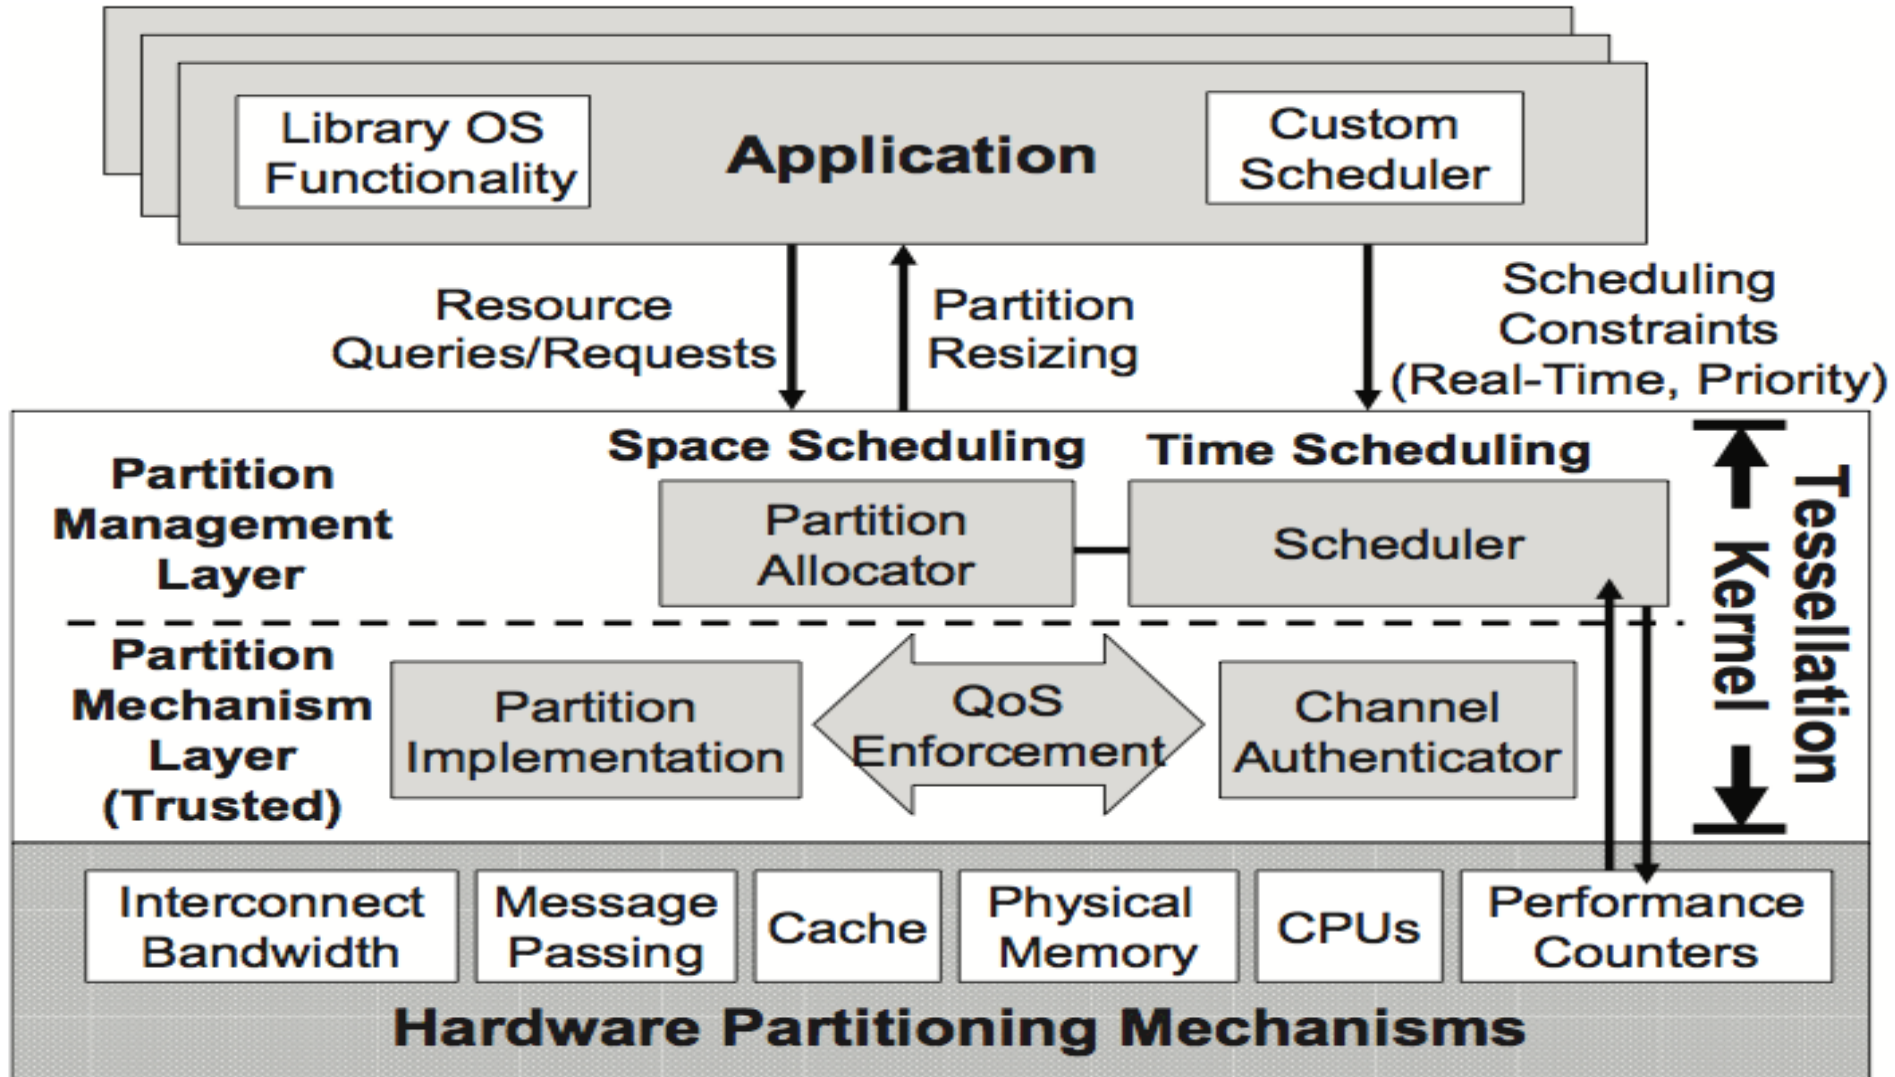 Library OS
Functionality
Application
Custom
Scheduler
Resource
Queries/Requests
Partition
Resizing
Scheduling
Constraints
(Real-Time, Priority)
Space Scheduling
Time Scheduling
Partition
Management
Layer
Partition
Allocator
Scheduler
Tessellation
Kernel
Partition
Mechanism
Layer
(Trusted)
Partition
Implementation
QoS
Enforcement
Channel
Authenticator
Interconnect
Bandwidth
Message
Passing
Cache
Physical
Memory
CPUs
Performance
Counters
Hardware Partitioning Mechanisms